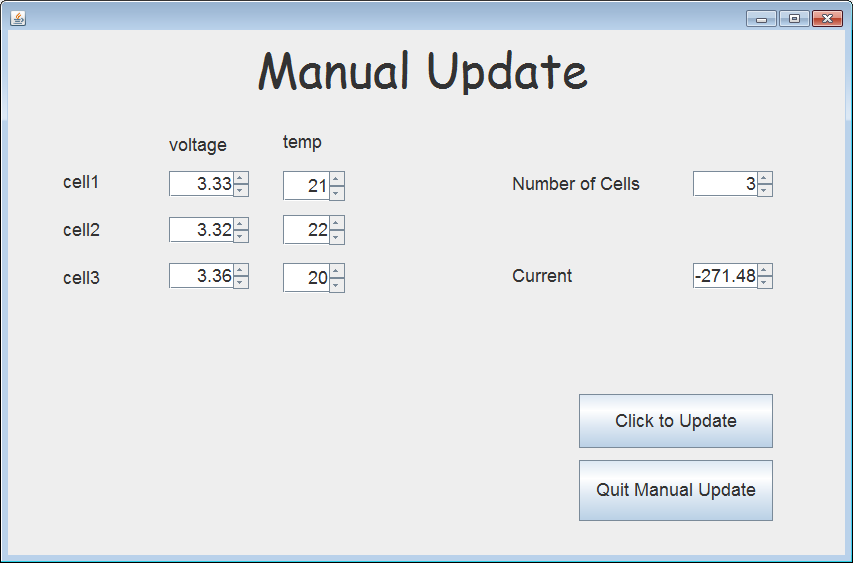 Manual Update
voltage temp
cell1 3.33 21 Number of Cells 3
cell2 3.32 22
cell3 3.36 20 Current -271.48
Click to Update
Quit Manual Update